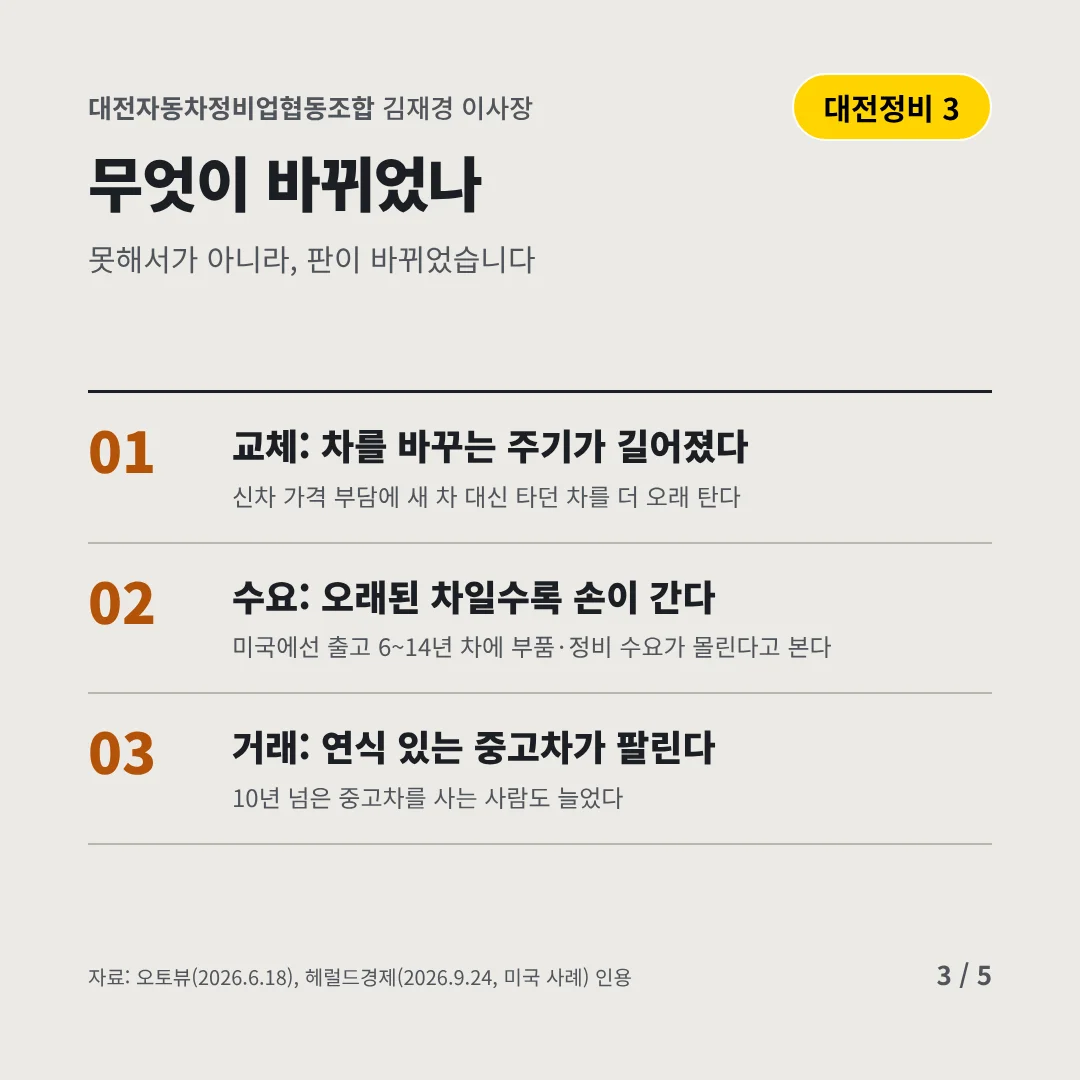 대전자동차정비업협동조합 김재경 이사장
대전정비 3
무엇이 바뀌었나
못해서가 아니라, 판이 바뀌었습니다
01
교체: 차를 바꾸는 주기가 길어졌다
신차 가격 부담에 새 차 대신 타던 차를 더 오래 탄다
02
수요: 오래된 차일수록 손이 간다
미국에선 출고 6~14년 차에 부품·정비 수요가 몰린다고 본다
03
거래: 연식 있는 중고차가 팔린다
10년 넘은 중고차를 사는 사람도 늘었다
자료: 오토뷰(2026.6.18), 헤럴드경제(2026.9.24, 미국 사례) 인용
3 / 5